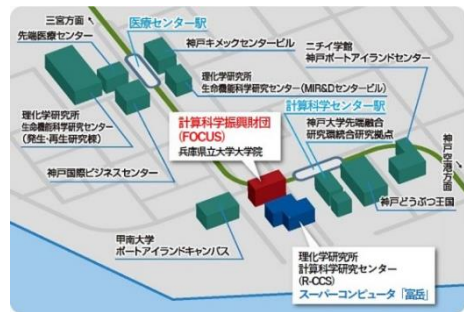 三宮方面
医療センター駅
先端医療センター
神戸キメックセンタービル
ニチイ学館
神戸ポートアイランドセンター
理化学研究所
生命機能科学研究センター(MIR&Dセンタービル)
計算科学センター駅
理化学研究所
生命機能科学研究センター
(発生・再生研究棟)
計算科学振興財団
(FOCUS)
兵庫県立大学大学院
神戸大学先端融合
研究環統合研究拠点
神戸空港方面
神戸国際ビジネスセンター
神戸どうぶつ王国
甲南大学
ポートアイランドキャンパス
理化学研究所
計算科学研究センター
(R-CCS)
スーパーコンピュータ「富岳」